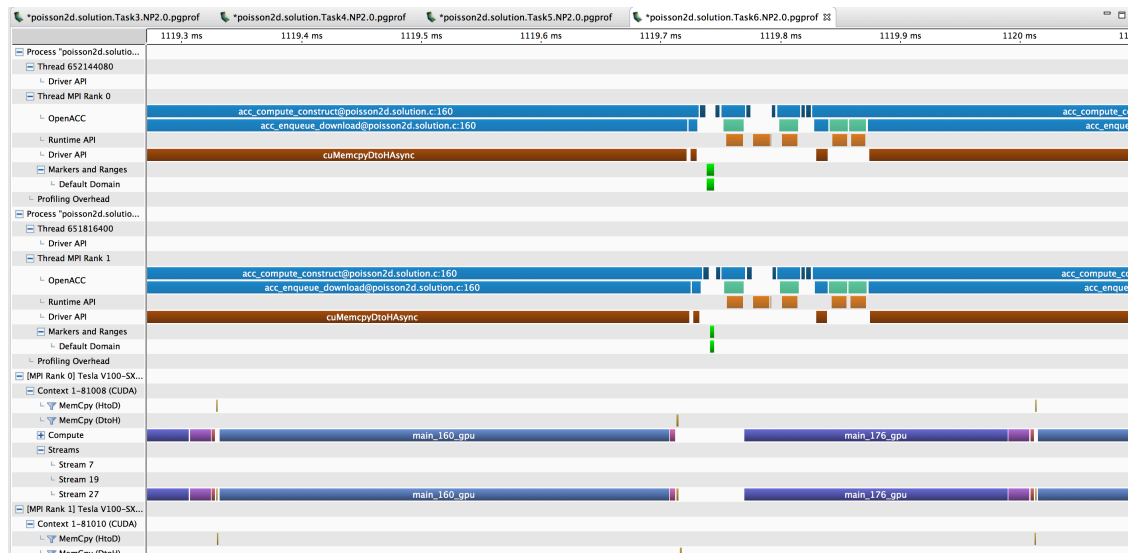 *poisson2d.solution.Task3.NP2.0.pgprof *poisson2d.solution.Task4.NP2.0.pgprof *poisson2d.solution.Task5.NP2.0.pgprof *poisson2d.solution.Task6.NP2.0.pgprof
1119.3 ms 1119.4 ms 1119.5 ms 1119.6 ms 1119.7 ms 1119.8 ms 1119.9 ms 1120 ms 11
Process "poisson2d.solutio...
Thread 652144080
Driver API
Thread MPI Rank 0
acc_compute_construct@poisson2d.solution.c:160 acc_compute_c
OpenACC
acc_enqueue_download@poisson2d.solution.c:160 acc_enque
Runtime API
Driver API cuMemcpyDtoHAsync
Markers and Ranges
Default Domain
Profiling Overhead
Process "poisson2d.solutio...
Thread 651816400
Driver API
Thread MPI Rank 1
acc_compute_construct@poisson2d.solution.c:160 acc_compute_c
OpenACC
acc_enqueue_download@poisson2d.solution.c:160 acc_enque
Runtime API
Driver API cuMemcpyDtoHAsync
Markers and Ranges
Default Domain
Profiling Overhead
[MPI Rank 0] Tesla V100-SX...
Context 1-81008 (CUDA)
MemCpy (HtoD)
MemCpy (DtoH)
Compute main_160_gpu main_176_gpu
Streams
Stream 7
Stream 19
Stream 27 main_160_gpu main_176_gpu
[MPI Rank 1] Tesla V100-SX...
Context 1-81010 (CUDA)
MemCpy (HtoD)
MemCpy (DtoH)